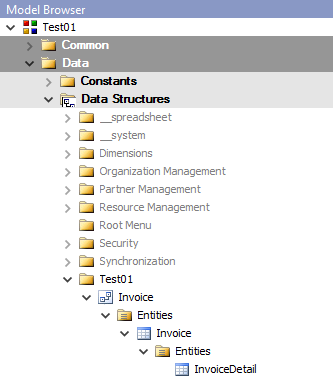 Model Browser
Test01
Common
Data
Constants
Data Structures
__spreadsheet
__system
Dimensions
Organization Management
Partner Management
Resource Management
Root Menu
Security
Synchronization
Test01
Invoice
Entities
Invoice
Entities
InvoiceDetail